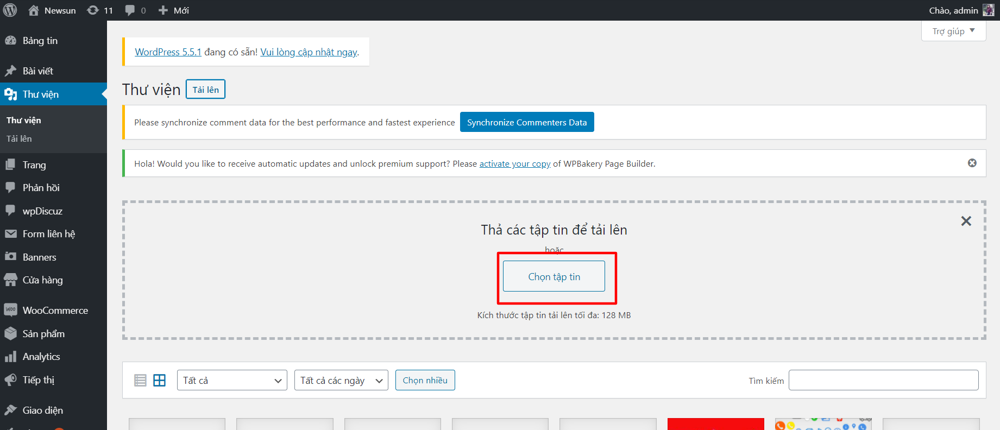 Newsun
11
0
Mới
Chào, admin
Trợ giúp
Bảng tin
Bài viết
Thư viện
Thư viện
Tải lên
Trang
Phản hồi
wpDiscuz
Form liên hệ
Banners
Cửa hàng
WooCommerce
Sản phẩm
Analytics
Tiếp thị
Giao diện
WordPress 5.5.1 đang có sẵn! Vui lòng cập nhật ngay.
Thư viện
Tải lên
Please synchronize comment data for the best performance and fastest experience
Synchronize Commenters Data
Hola! Would you like to receive automatic updates and unlock premium support? Please activate your copy of WPBakery Page Builder.
Thả các tập tin để tải lên
hoặc
Chọn tập tin
Kích thước tập tin tải lên tối đa: 128 MB
Tất cả
Tất cả các ngày
Chọn nhiều
Tìm kiếm